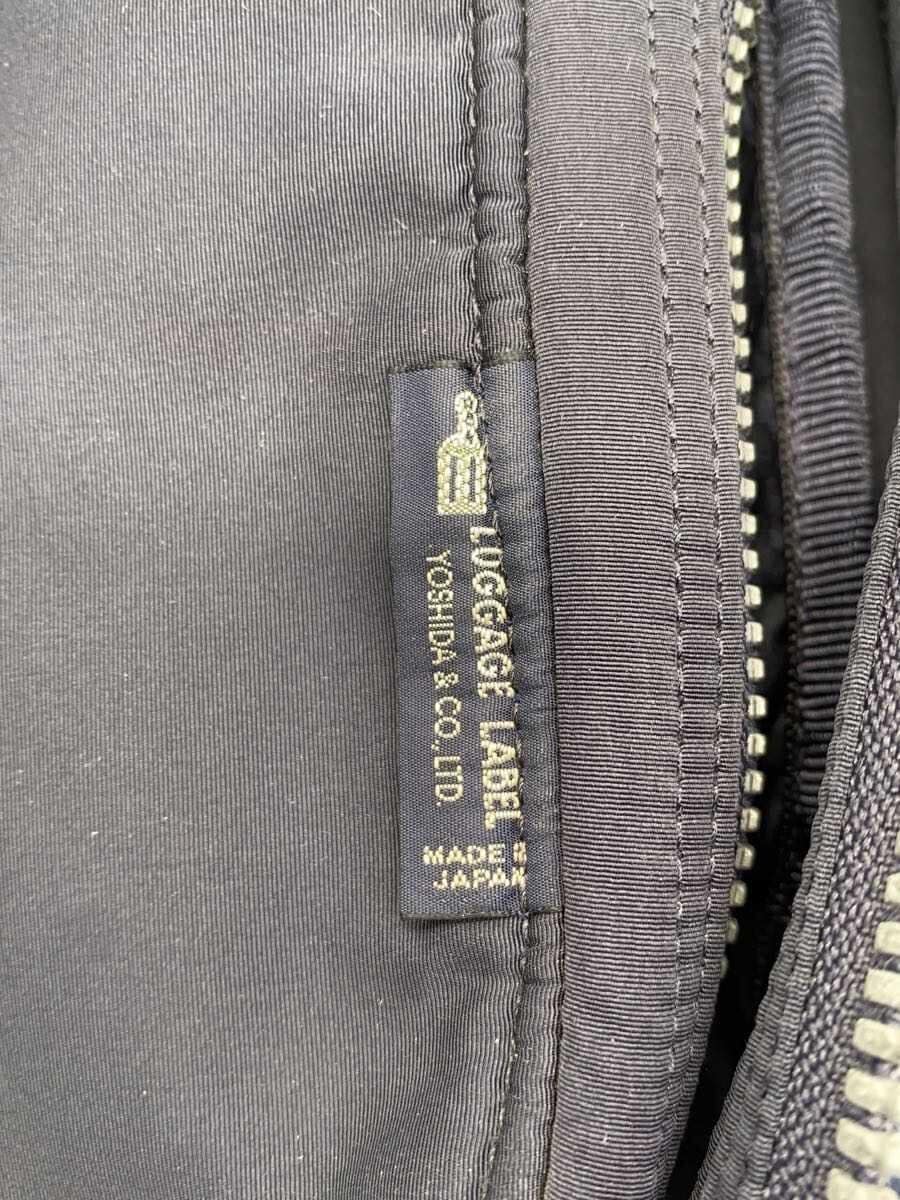 LUGGAGE LABEL
YOSHIDA & CO., LTD.
MADE
JAPAN